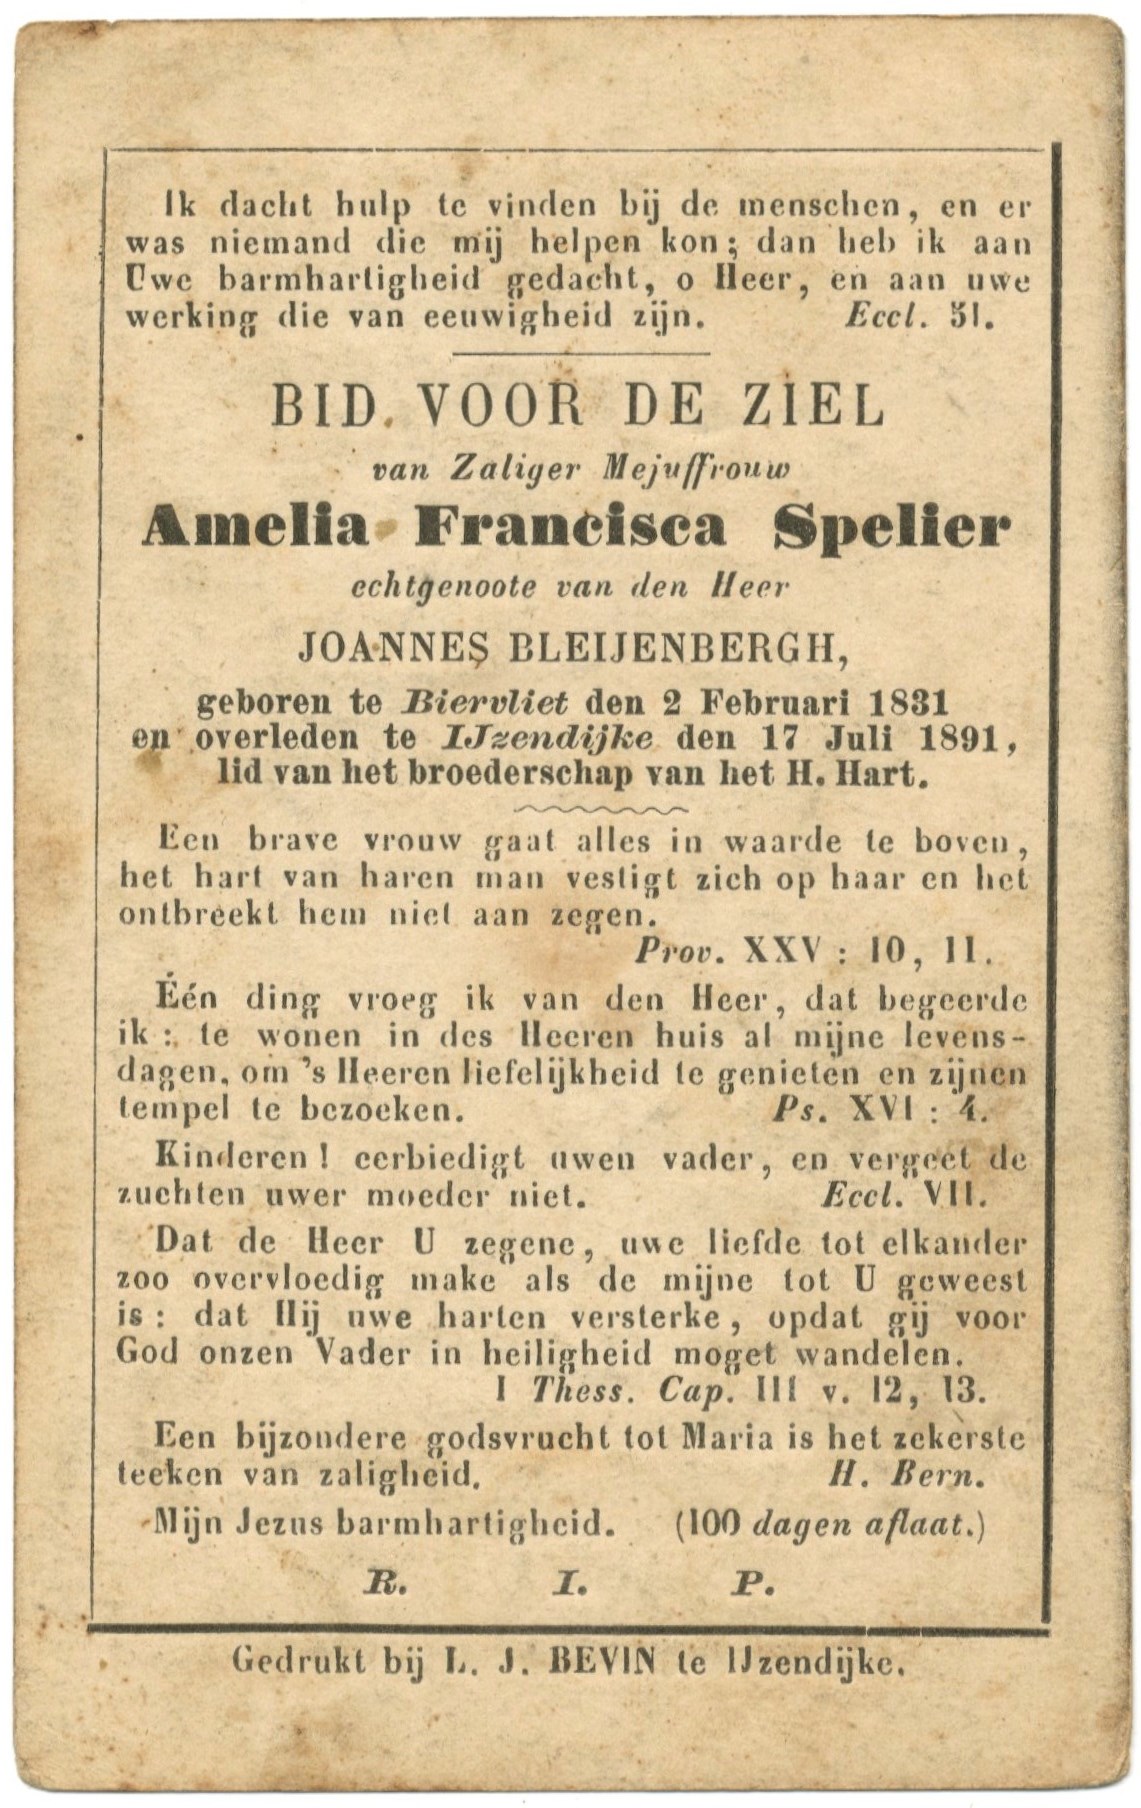 Ik dacht hulp te vinden bij de menschen, en er
was niemand die mij helpen kon; dan heb ik aan
Uwe barmhartigheid gedacht, o Heer, en aan uwe
werking die van eeuwigheid zijn. Eccl. 51.
BID VOOR DE ZIEL
van Zaliger Mejuffrouw
Amelia Francisca Spelier
echtgenoote van den Heer
JOANNES BLEIJENBERGH,
geboren te Biervliet den 2 Februari 1831
en overleden te IJzendijke den 17 Juli 1891,
lid van het broederschap van het H. Hart.
Een brave vrouw gaat alles in waarde te boven,
het hart van haren man vestigt zich op haar en het
ontbreekt hem niet aan zegen.
Prov. XXV : 10, 11.
Één ding vroeg ik van den Heer, dat begeerde
ik : te wonen in des Heeren huis al mijne levens-
dagen, om 's Heeren liefelijkheid te genieten en zijnen
tempel te bezoeken. Ps. XVI : 4.
Kinderen! eerbiedigt uwen vader, en vergeet de
zuchten uwer moeder niet. Eccl. VII.
Dat de Heer U zegene, uwe liefde tot elkander
zoo overvloedig make als de mijne tot U geweest
is : dat Hij uwe harten versterke, opdat gij voor
God onzen Vader in heiligheid moget wandelen.
I Thess. Cap. III v. 12, 13.
Een bijzondere godsvrucht tot Maria is het zekerste
teeken van zaligheid. H. Bern.
Mijn Jezus barmhartigheid. (100 dagen aflaat.)
R. I. P.
Gedrukt bij L. J. BEVIN te IJzendijke.